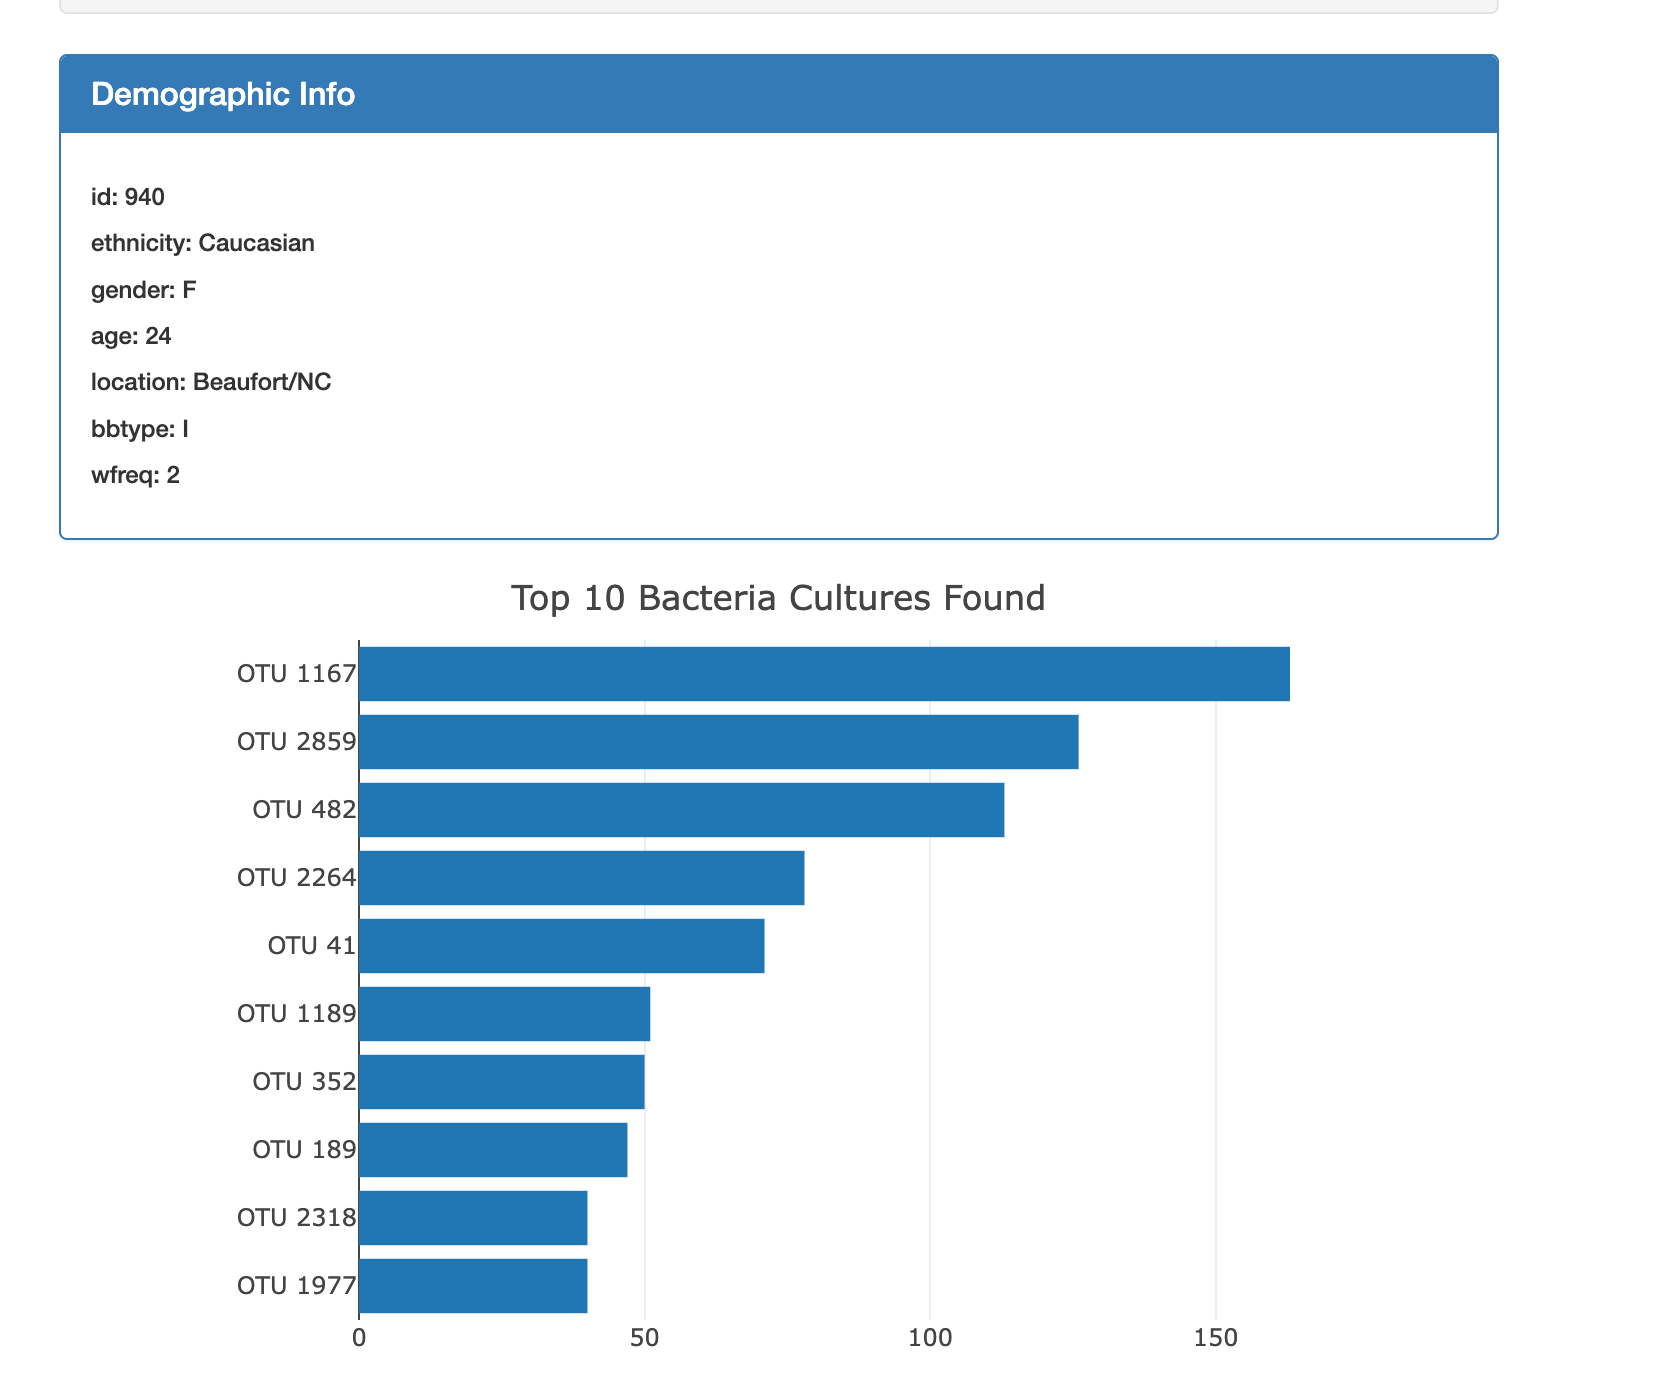 Demographic Info
id: 940
ethnicity: Caucasian
gender: F
age: 24
location: Beaufort/NC
bbtype: I
wfreq: 2
Top 10 Bacteria Cultures Found
OTU 1167
OTU 2859
OTU 482
OTU 2264
OTU 41
OTU 1189
OTU 352
OTU 189
OTU 2318
OTU 1977
0 50 100 150